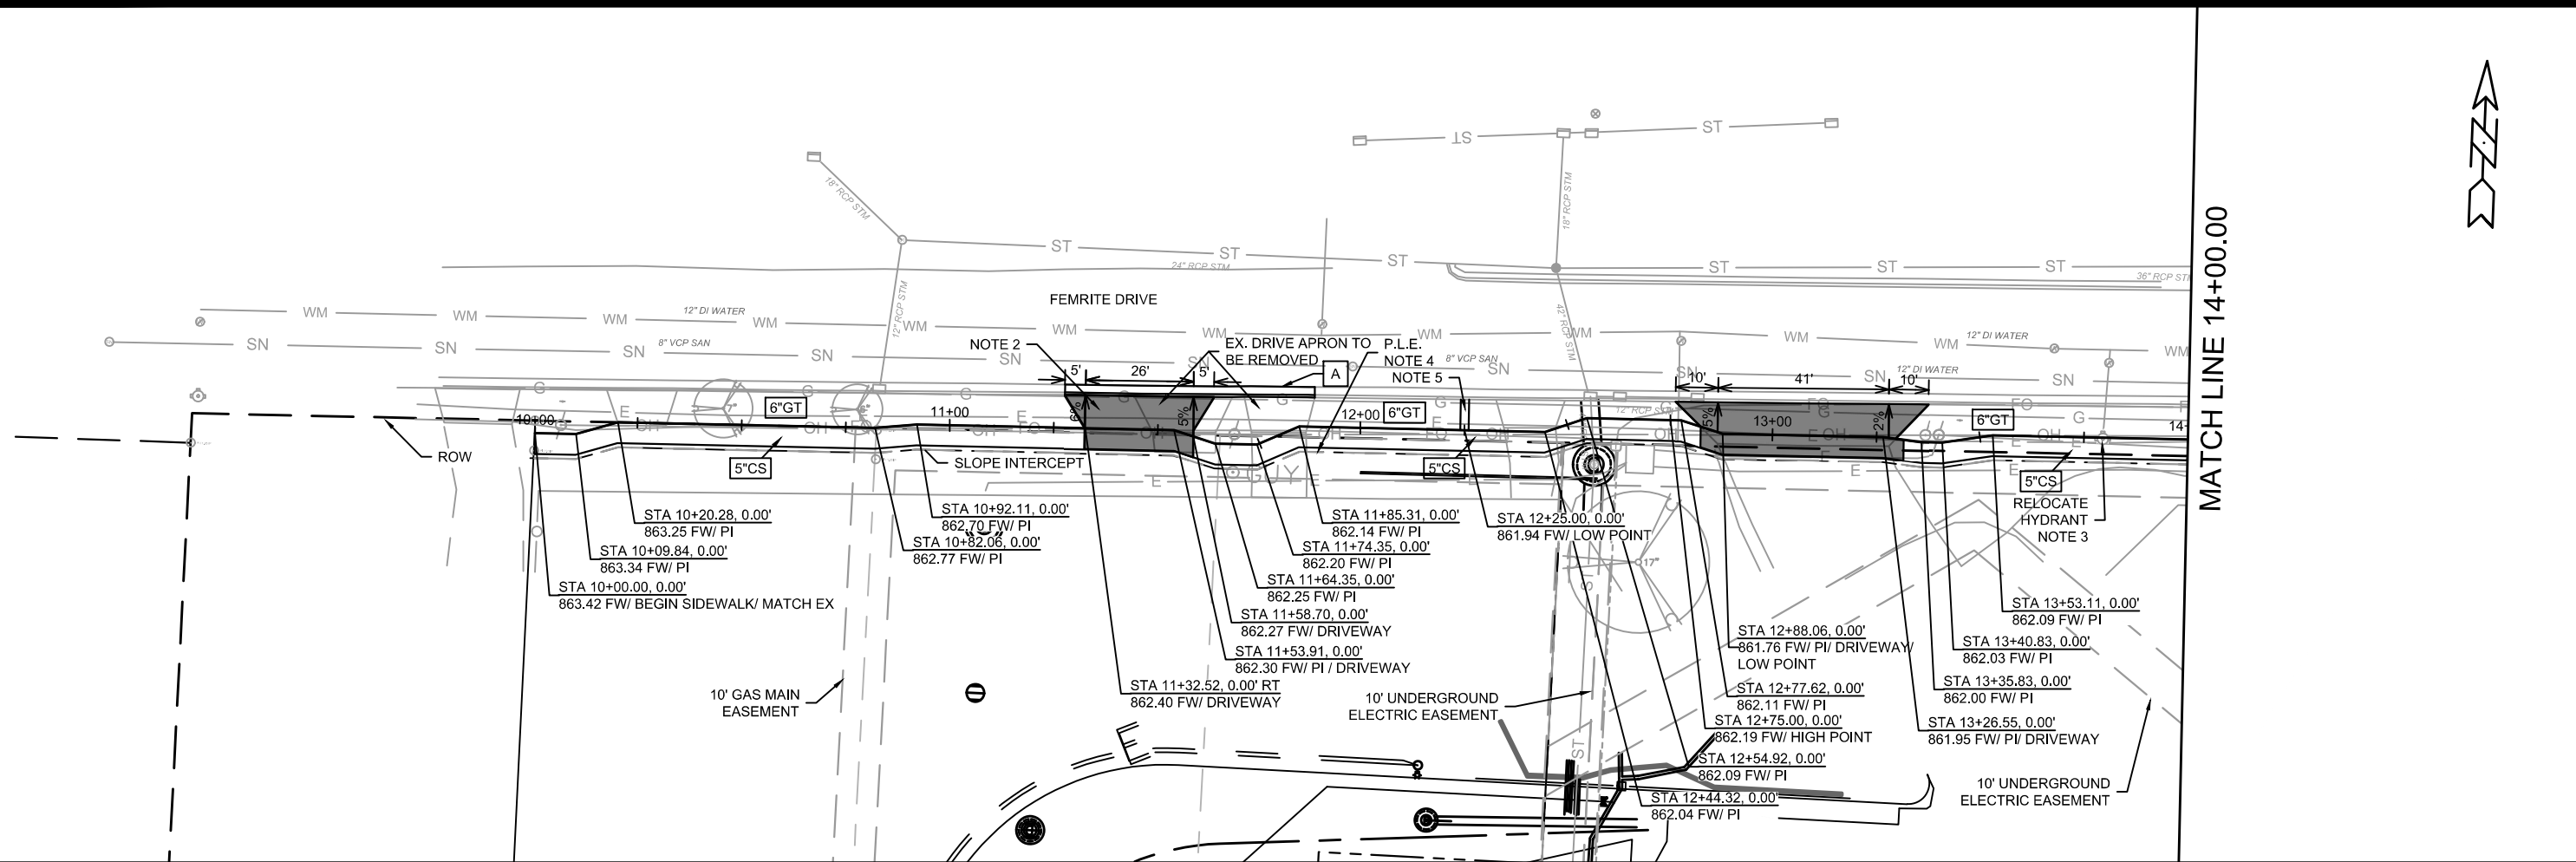 ST
ST
18" RCP STM
18" RCP STM
ST
ST
ST
ST
ST
ST
24" RCP STM
36" RCP ST
12" RCP STM
42" RCP STM
FEMRITE DRIVE
WM
WM
WM
12" DI WATER
WM
WM
WM
WM
WM
WM
WM
WM
12" DI WATER
WM
SN
SN
SN
8" VCP SAN
SN
SN
SN
8" VCP SAN
SN
SN
SN
12" DI WATER
SN
NOTE 2
EX. DRIVE APRON TO
BE REMOVED
P.L.E.
NOTE 4
NOTE 5
A
5'
26'
5'
10'
41'
10'
6%
5%
5%
2%
6"GT
6"GT
6"GT
10+00
11+00
12+00
13+00
14+
12" RCP STM
7"
ROW
5"CS
5"CS
5"CS
SLOPE INTERCEPT
GUY
RELOCATE
HYDRANT
NOTE 3
17"
STA 10+20.28, 0.00'
863.25 FW/ PI
STA 10+09.84, 0.00'
863.34 FW/ PI
STA 10+00.00, 0.00'
863.42 FW/ BEGIN SIDEWALK/ MATCH EX
STA 10+92.11, 0.00'
862.70 FW/ PI
STA 10+82.06, 0.00'
862.77 FW/ PI
STA 11+85.31, 0.00'
862.14 FW/ PI
STA 11+74.35, 0.00'
862.20 FW/ PI
STA 11+64.35, 0.00'
862.25 FW/ PI
STA 11+58.70, 0.00'
862.27 FW/ DRIVEWAY
STA 11+53.91, 0.00'
862.30 FW/ PI / DRIVEWAY
STA 11+32.52, 0.00' RT
862.40 FW/ DRIVEWAY
STA 12+25.00, 0.00'
861.94 FW/ LOW POINT
STA 12+88.06, 0.00'
861.76 FW/ PI/ DRIVEWAY/
LOW POINT
STA 12+77.62, 0.00'
862.11 FW/ PI
STA 12+75.00, 0.00'
862.19 FW/ HIGH POINT
STA 12+54.92, 0.00'
862.09 FW/ PI
STA 12+44.32, 0.00'
862.04 FW/ PI
STA 13+53.11, 0.00'
862.09 FW/ PI
STA 13+40.83, 0.00'
862.03 FW/ PI
STA 13+35.83, 0.00'
862.00 FW/ PI
STA 13+26.55, 0.00'
861.95 FW/ PI/ DRIVEWAY
10' GAS MAIN
EASEMENT
10' UNDERGROUND
ELECTRIC EASEMENT
10' UNDERGROUND
ELECTRIC EASEMENT
ST
ST
E
MATCH LINE 14+00.00
N